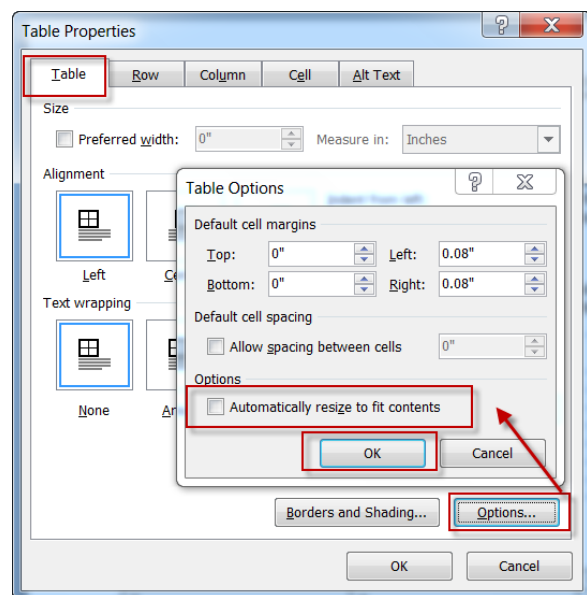 Table Properties
Table Row Column Cell Alt Text
Size
Preferred width: 0" Measure in: Inches
Alignment
Left
Text wrapping
None
Table Options
Default cell margins
Top: 0" Left: 0.08"
Bottom: 0" Right: 0.08"
Default cell spacing
Allow spacing between cells 0"
Options
Automatically resize to fit contents
OK Cancel
Borders and Shading... Options...
OK Cancel